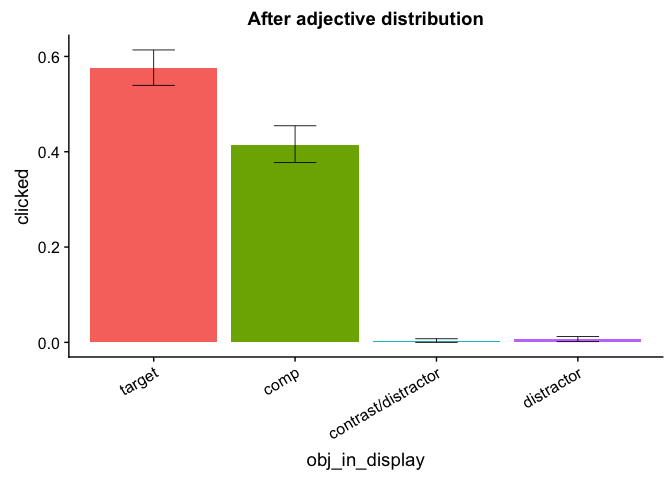 After adjective distribution
clicked
0.6
0.4
0.2
0.0
target
comp
contrast/distractor
distractor
obj_in_display